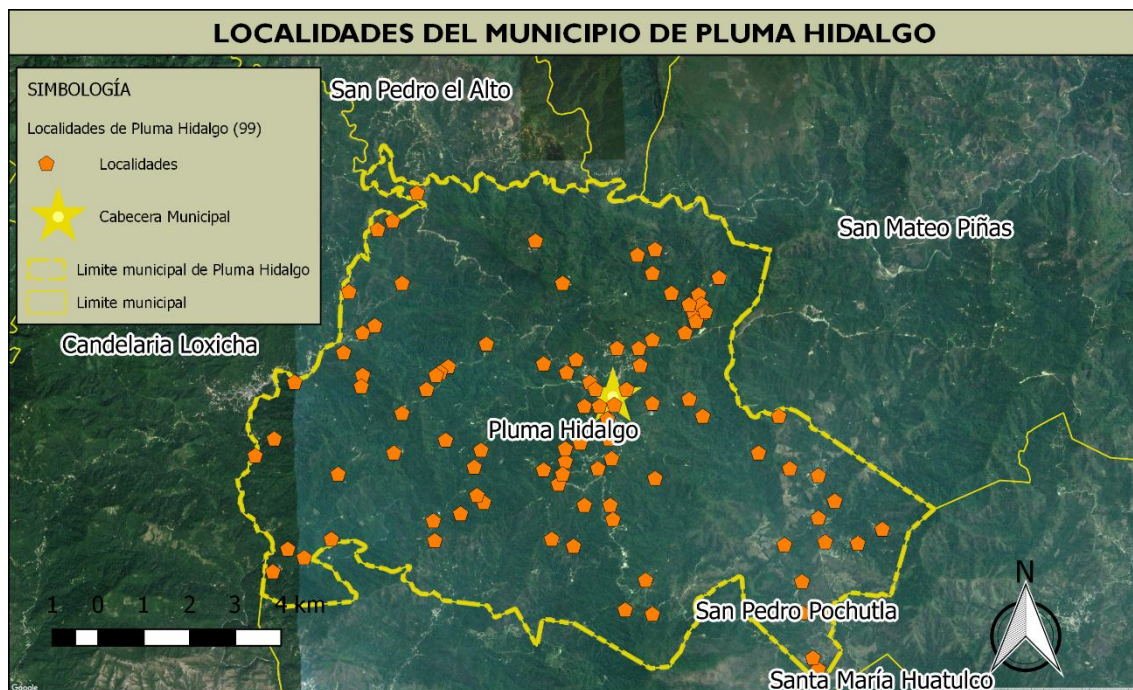 LOCALIDADES DEL MUNICIPIO DE PLUMA HIDALGO
SIMBOLOGÍA
Localidades de Pluma Hidalgo (99)
Localidades
Cabecera Municipal
Limite municipal de Pluma Hidalgo
Limite municipal
San Pedro el Alto
San Mateo Piñas
Candelaria Loxicha
Pluma Hidalgo
San Pedro Pochutla
Santa María Huatulco
1 0 1 2 3 4 km
N
Google